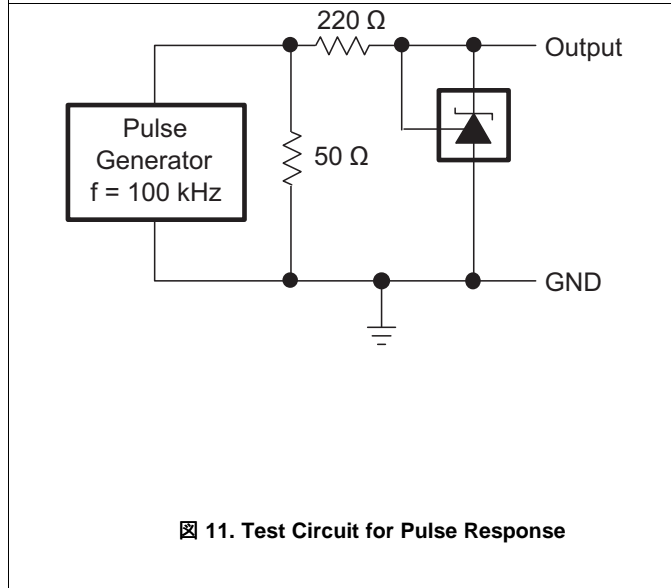 220 Ω
Output
Pulse
Generator
f = 100 kHz
50 Ω
GND
図 11. Test Circuit for Pulse Response